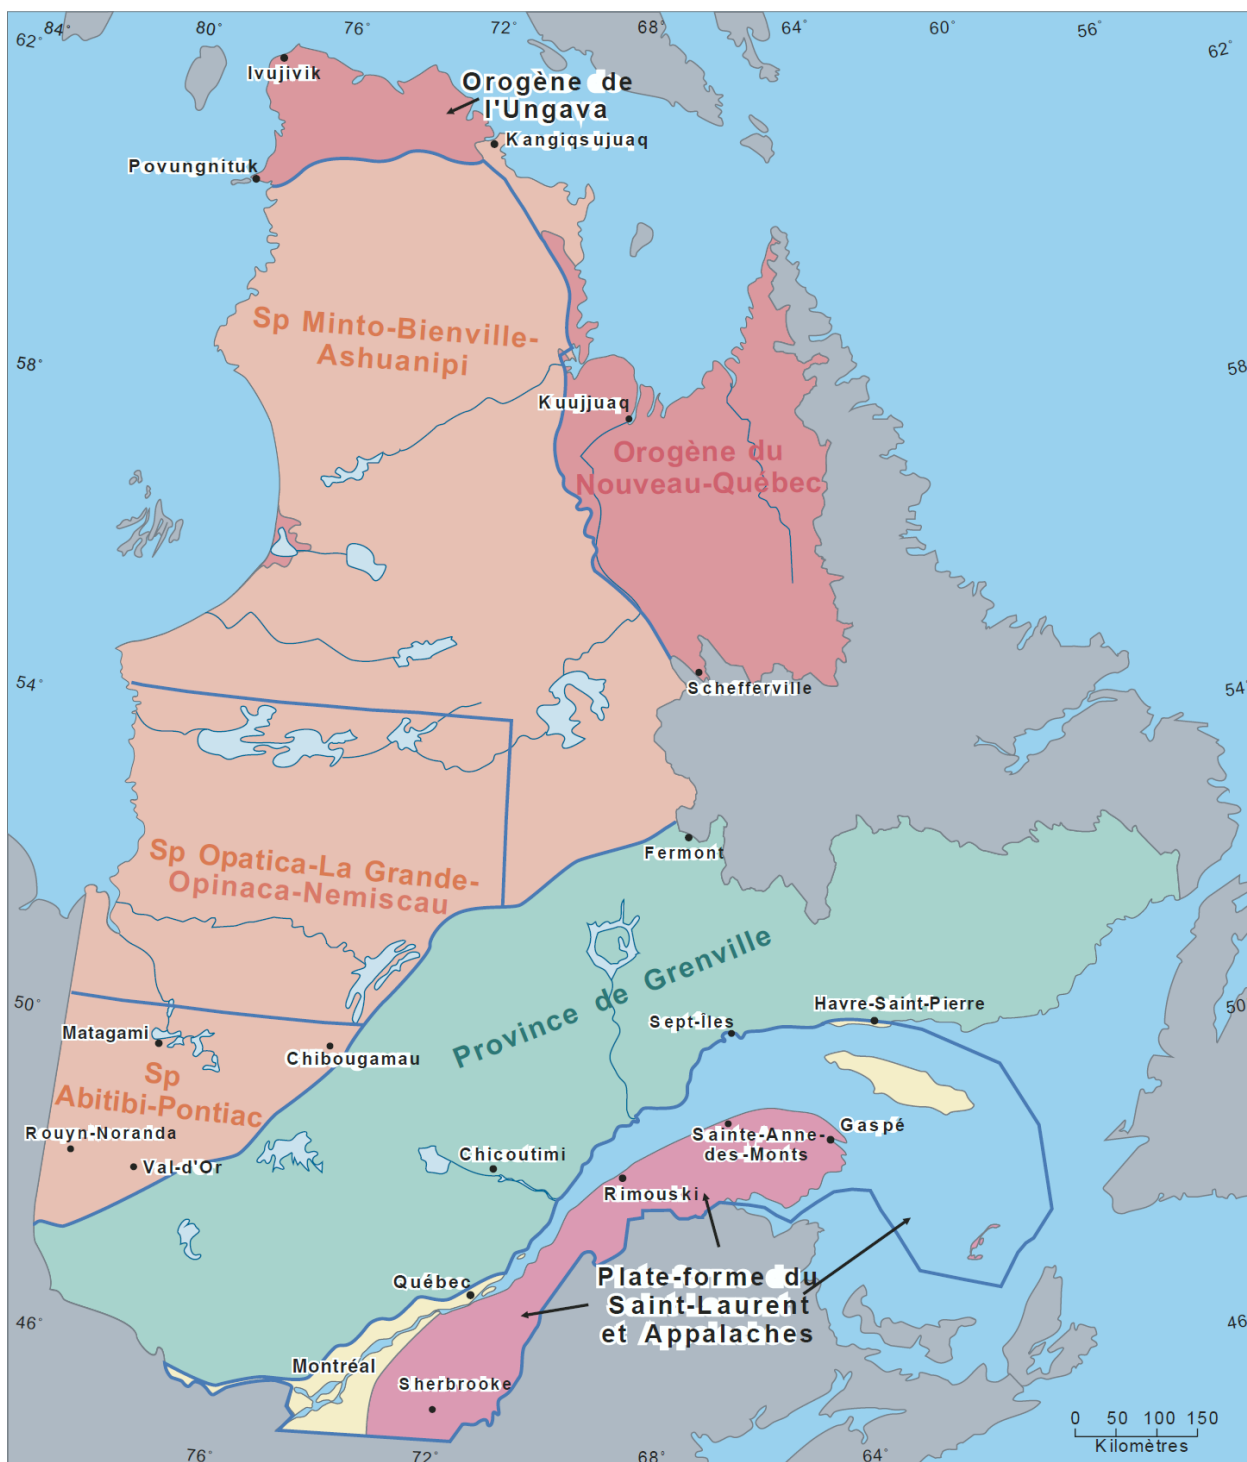 84°
80°
76°
72°
68°
64°
60°
56°
62°
62°
Ivujivik
Orogène de
l'Ungava
Kangiqsujuaq
Povungnituk
Sp Minto-Bienville-
Ashuanipi
58°
58
Kuujjuaq
Orogène du
Nouveau-Québec
54°
54°
Schefferville
Sp Opatica-La Grande-
Opinaca-Nemiscau
Fermont
Province de Grenville
50°
50
Havre-Saint-Pierre
Sept-Îles
Matagami
Chibougamau
Sp
Abitibi-Pontiac
Rouyn-Noranda
Val-d'Or
Chicoutimi
Sainte-Anne-
des-Monts
Gaspé
Rimouski
Québec
Plate-forme du
Saint-Laurent
et Appalaches
46°
46
Montréal
Sherbrooke
0 50 100 150
Kilomètres
76°
72°
68°
64°